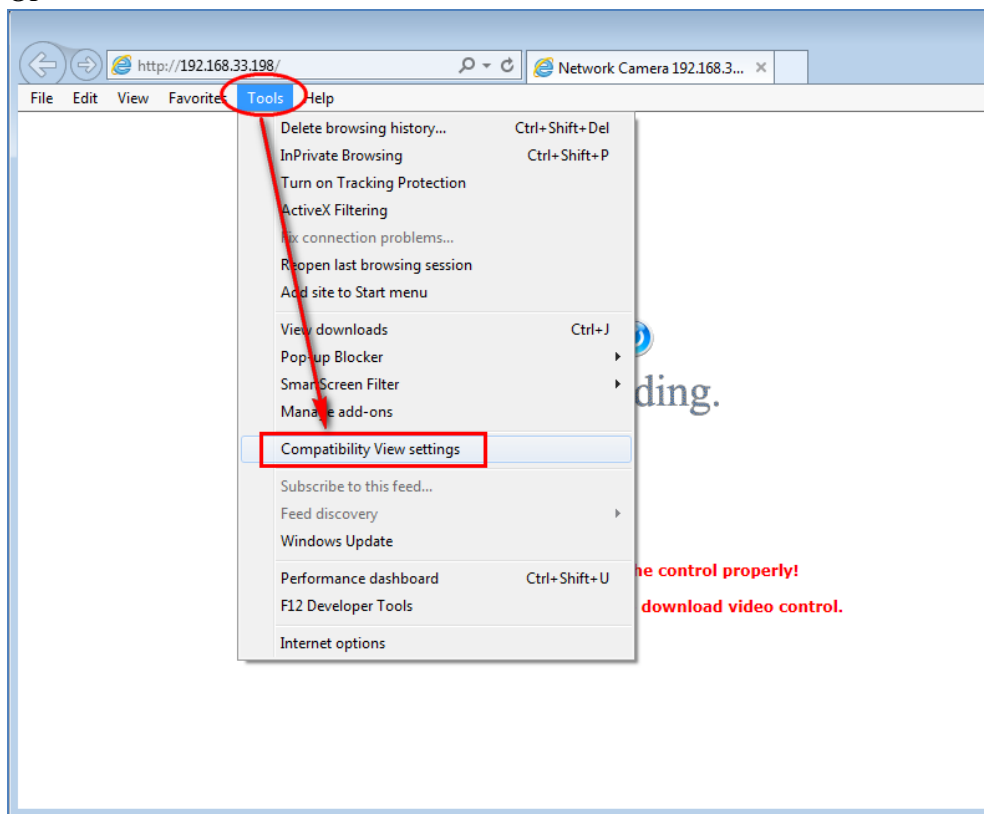 http://192.168.33.198/
Network Camera 192.168.3...
File Edit View Favorites Tools Help
Delete browsing history... Ctrl+Shift+Del
InPrivate Browsing Ctrl+Shift+P
Turn on Tracking Protection
ActiveX Filtering
Fix connection problems...
Reopen last browsing session
Add site to Start menu
View downloads Ctrl+J
Pop-up Blocker
SmartScreen Filter
ding.
Manage add-ons
Compatibility View settings
Subscribe to this feed...
Feed discovery
Windows Update
he control properly!
Performance dashboard Ctrl+Shift+U
F12 Developer Tools
download video control.
Internet options